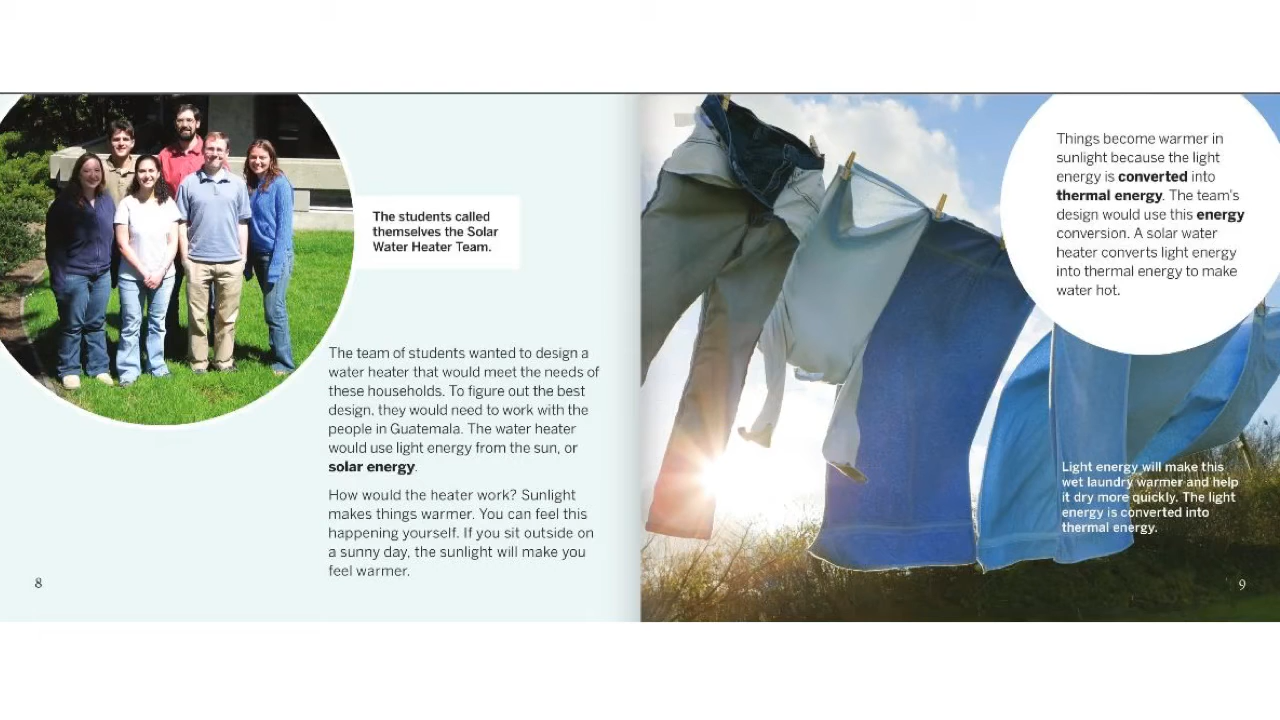 The students called
themselves the Solar
Water Heater Team.
The team of students wanted to design a
water heater that would meet the needs of
these households. To figure out the best
design, they would need to work with the
people in Guatemala. The water heater
would use light energy from the sun, or
solar energy.
How would the heater work? Sunlight
makes things warmer. You can feel this
happening yourself. If you sit outside on
a sunny day, the sunlight will make you
feel warmer.
8
Things become warmer in
sunlight because the light
energy is converted into
thermal energy. The team's
design would use this energy
conversion. A solar water
heater converts light energy
into thermal energy to make
water hot.
Light energy will make this
wet laundry warmer and help
it dry more quickly. The light
energy is converted into
thermal energy.
9